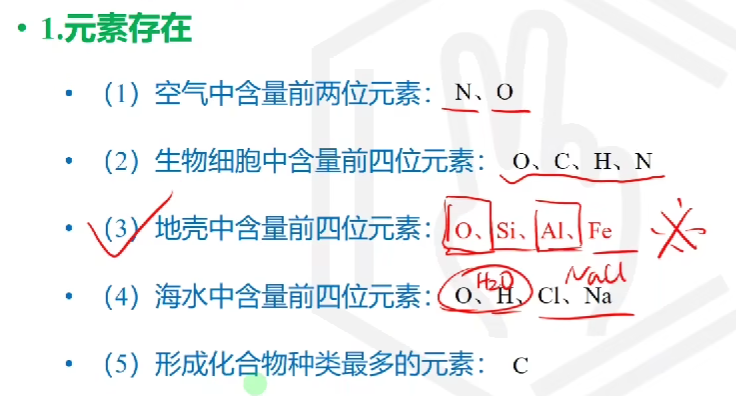 • 1.元素存在
• （1）空气中含量前两位元素： N、O
• （2）生物细胞中含量前四位元素： O、C、H、N
• （3）地壳中含量前四位元素： O、Si、Al、Fe
H₂O NaCl
• （4）海水中含量前四位元素： O、H、Cl、Na
• （5）形成化合物种类最多的元素： C